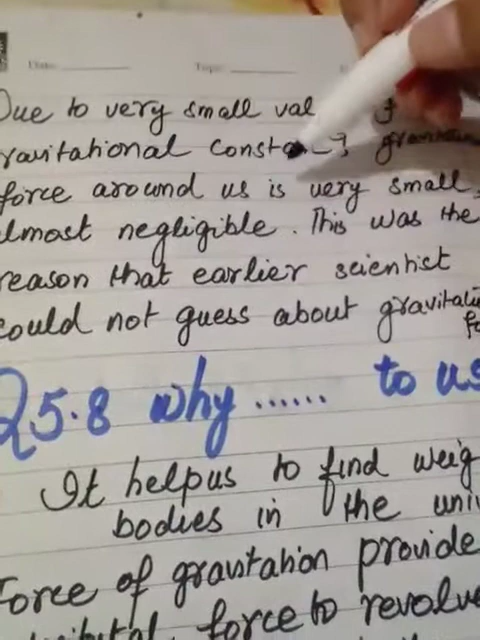 Date: Topic:
Due to very small val
ravitational
force around us is very small,
lmost negligible. This was the
reason that earlier scientist
could not guess about gravitati
Q5.8 why ...... to us
It helpus to find weig
bodies in the uni
Force of gravtation provide
force to revolve